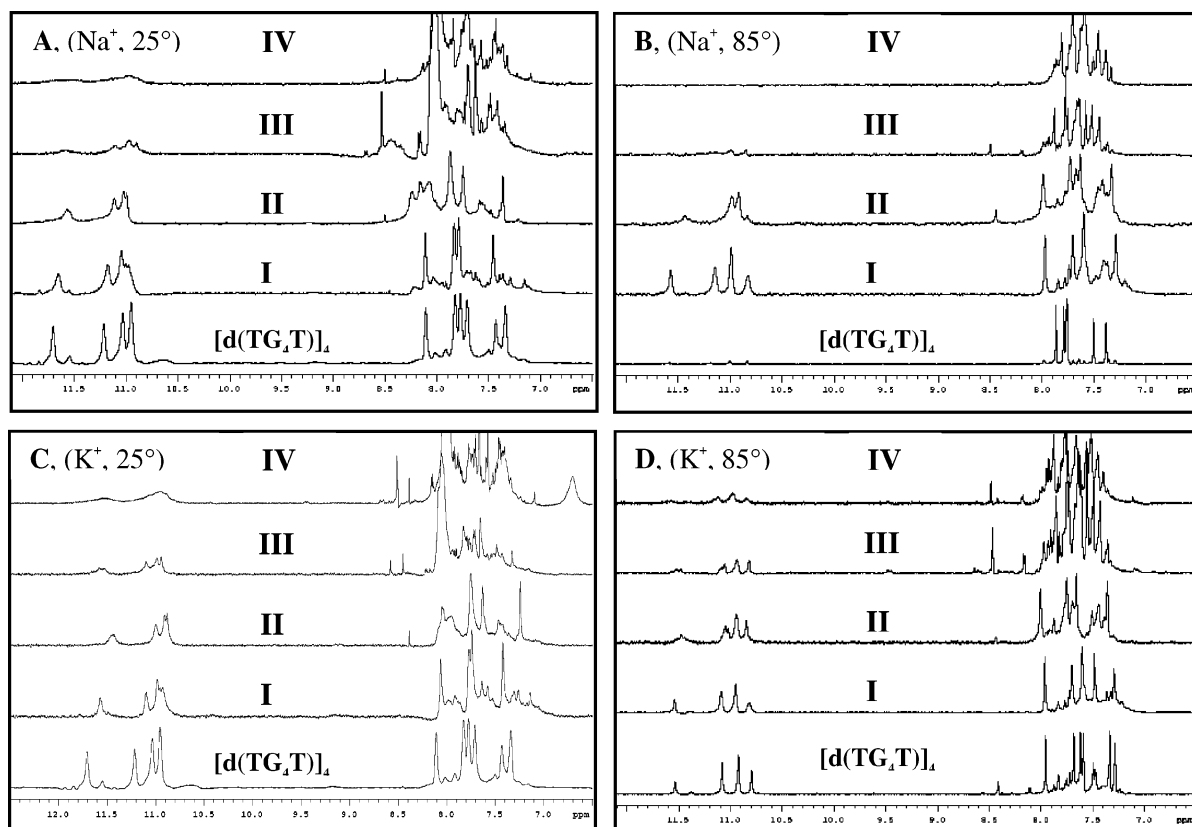 A, (Na⁺, 25°)
IV
III
II
I
[d(TG₄T)]₄
11.5 11.0 10.5 10.0 9.5 9.0 8.5 8.0 7.5 7.0 ppm
B, (Na⁺, 85°)
IV
III
II
I
[d(TG₄T)]₄
11.5 11.0 10.5 10.0 9.5 9.0 8.5 8.0 7.5 7.0 ppm
C, (K⁺, 25°)
IV
III
II
I
[d(TG₄T)]₄
12.0 11.5 11.0 10.5 10.0 9.5 9.0 8.5 8.0 7.5 7.0 ppm
D, (K⁺, 85°)
IV
III
II
I
[d(TG₄T)]₄
11.5 11.0 10.5 10.0 9.5 9.0 8.5 8.0 7.5 7.0 ppm